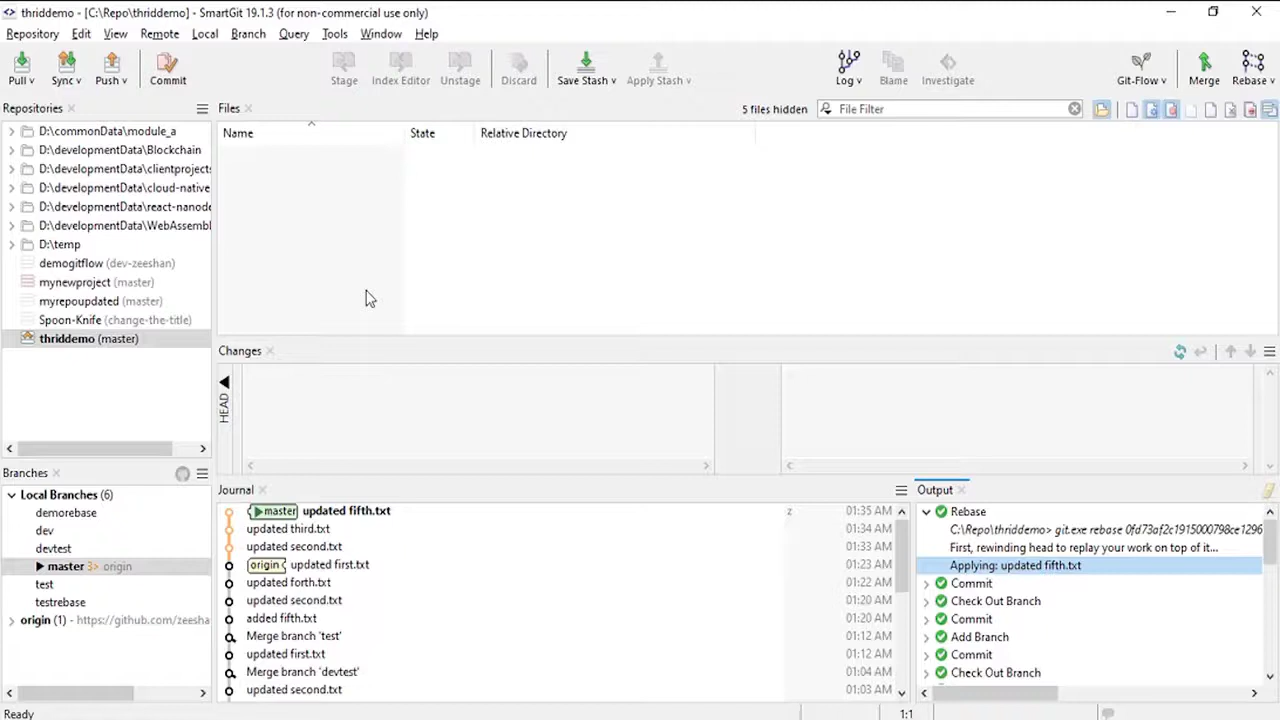 thriddemo - [C:\Repo\thriddemo] - SmartGit 19.1.3 (for non-commercial use only)
Repository Edit View Remote Local Branch Query Tools Window Help
Pull Sync Push Commit Stage Index Editor Unstage Discard Save Stash Apply Stash Log Blame Investigate Git-Flow Merge Rebase
Repositories
D:\commonData\module_a
D:\developmentData\Blockchain
D:\developmentData\clientprojects
D:\developmentData\cloud-native
D:\developmentData\react-nanode
D:\developmentData\WebAssembl
D:\temp
demogitflow (dev-zeeshan)
mynewproject (master)
myrepoupdated (master)
Spoon-Knife (change-the-title)
thriddemo (master)
Files
5 files hidden
File Filter
Name State Relative Directory
Changes
HEAD
Branches
Local Branches (6)
demorebase
dev
devtest
master 3> origin
test
testrebase
origin (1) - https://github.com/zeesha
Journal
master updated fifth.txt z 01:35 AM
updated third.txt 01:34 AM
updated second.txt 01:33 AM
origin updated first.txt 01:23 AM
updated forth.txt 01:22 AM
updated second.txt 01:20 AM
added fifth.txt 01:20 AM
Merge branch 'test' 01:12 AM
updated first.txt 01:12 AM
Merge branch 'devtest' 01:04 AM
updated second.txt 01:03 AM
Output
Rebase
C:\Repo\thriddemo> git.exe rebase 0fd73af2c1915000798ce1296
First, rewinding head to replay your work on top of it...
Applying: updated fifth.txt
Commit
Check Out Branch
Commit
Add Branch
Commit
Check Out Branch
Ready
1:1